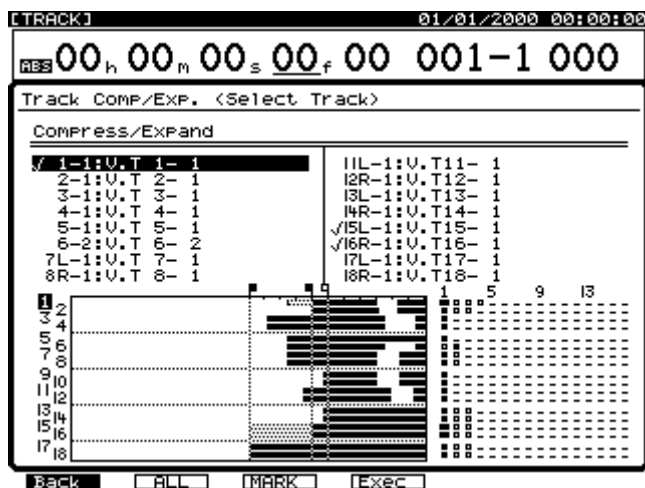 [TRACK] 01/01/2000 00:00:00
ABS 00h 00m 00s 00f 00 001-1 000
Track Comp/Exp. (Select Track)
Compress/Expand
√ 1-1:V.T 1- 1
2-1:V.T 2- 1
3-1:V.T 3- 1
4-1:V.T 4- 1
5-1:V.T 5- 1
6-2:V.T 6- 2
7L-1:V.T 7- 1
8R-1:V.T 8- 1
11L-1:V.T11- 1
12R-1:V.T12- 1
13L-1:V.T13- 1
14R-1:V.T14- 1
√15L-1:V.T15- 1
√16R-1:V.T16- 1
17L-1:V.T17- 1
18R-1:V.T18- 1
1 5 9 13
1
2
3
4
5
6
7
8
9
10
11
12
13
14
15
16
17
18
Back ALL MARK Exec